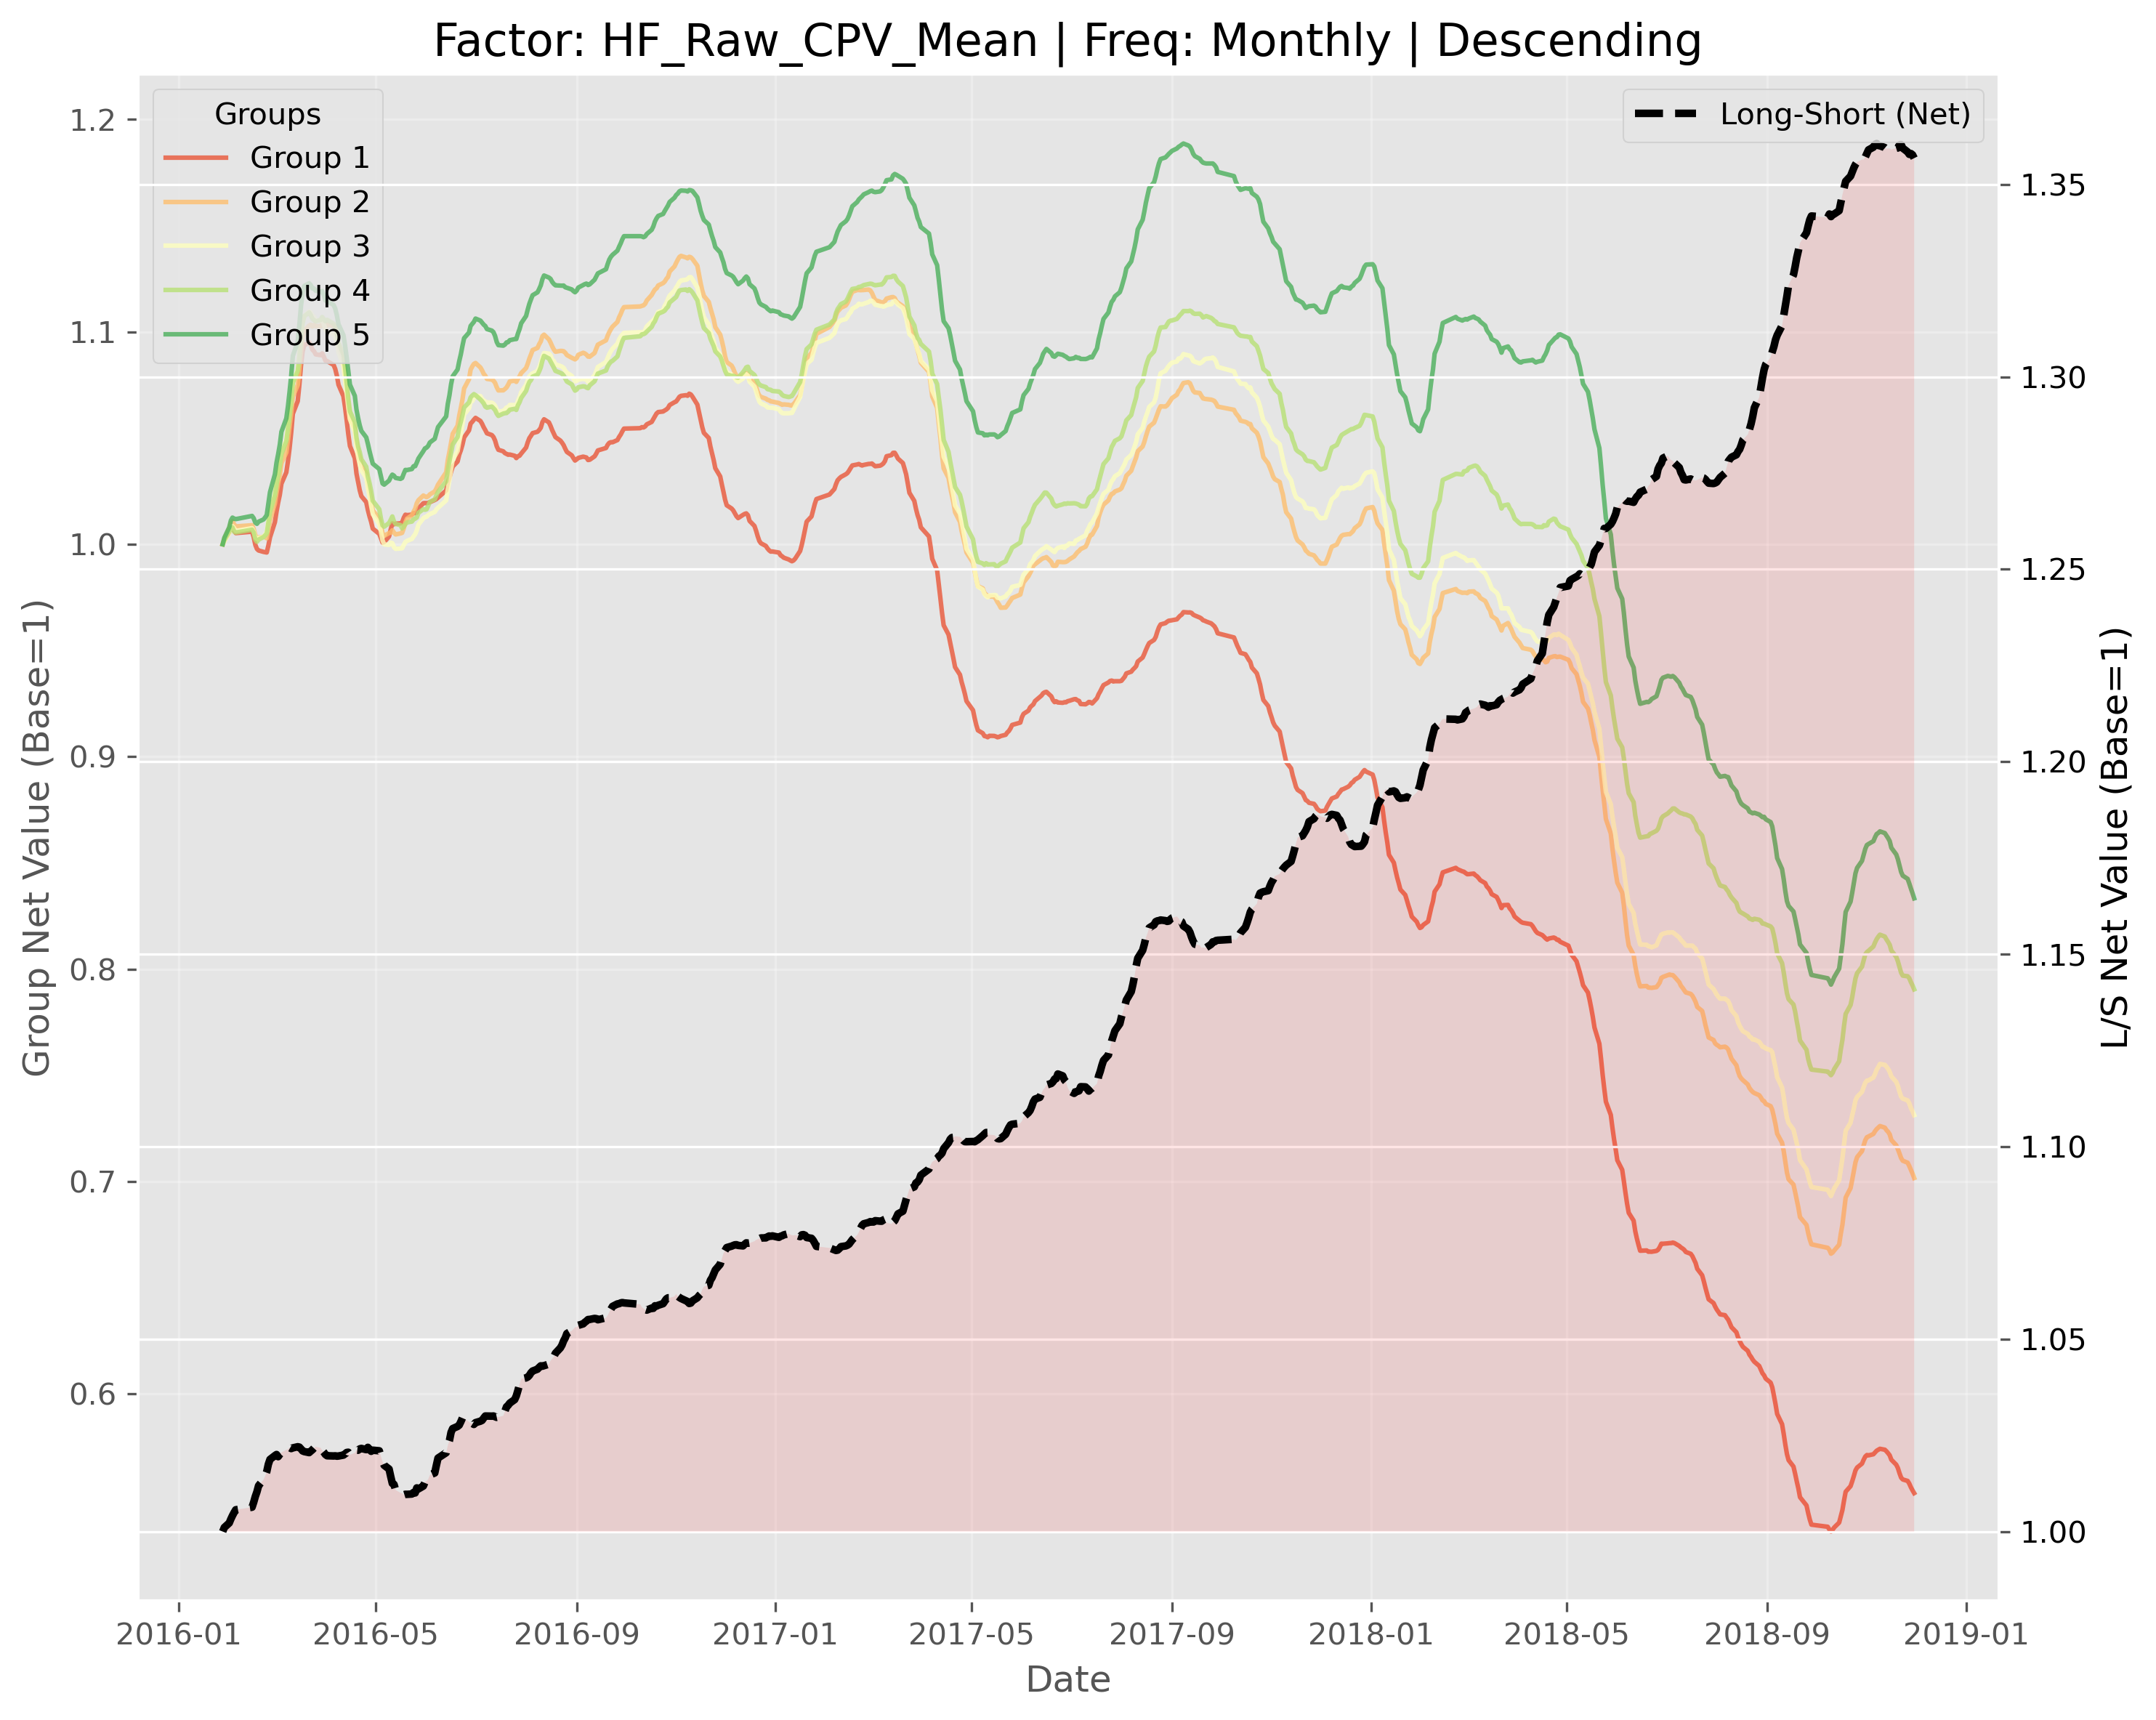 Factor: HF_Raw_CPV_Mean | Freq: Monthly | Descending
Groups
Group 1
Group 2
Group 3
Group 4
Group 5
Long-Short (Net)
Group Net Value (Base=1)
1.2
1.1
1.0
0.9
0.8
0.7
0.6
L/S Net Value (Base=1)
1.35
1.30
1.25
1.20
1.15
1.10
1.05
1.00
2016-01
2016-05
2016-09
2017-01
2017-05
2017-09
2018-01
2018-05
2018-09
2019-01
Date